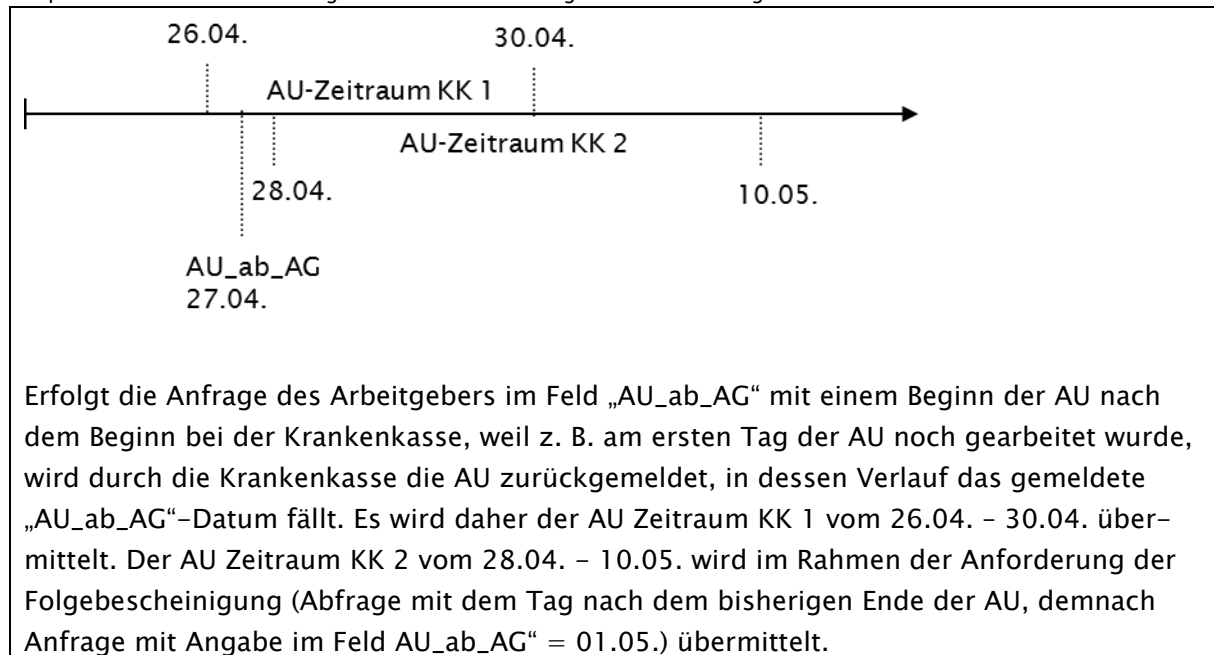 26.04.
30.04.
AU-Zeitraum KK 1
AU-Zeitraum KK 2
28.04.
10.05.
AU_ab_AG
27.04.
Erfolgt die Anfrage des Arbeitgebers im Feld „AU_ab_AG“ mit einem Beginn der AU nach
dem Beginn bei der Krankenkasse, weil z. B. am ersten Tag der AU noch gearbeitet wurde,
wird durch die Krankenkasse die AU zurückgemeldet, in dessen Verlauf das gemeldete
„AU_ab_AG“-Datum fällt. Es wird daher der AU Zeitraum KK 1 vom 26.04. – 30.04. über-
mittelt. Der AU Zeitraum KK 2 vom 28.04. – 10.05. wird im Rahmen der Anforderung der
Folgebescheinigung (Abfrage mit dem Tag nach dem bisherigen Ende der AU, demnach
Anfrage mit Angabe im Feld AU_ab_AG“ = 01.05.) übermittelt.